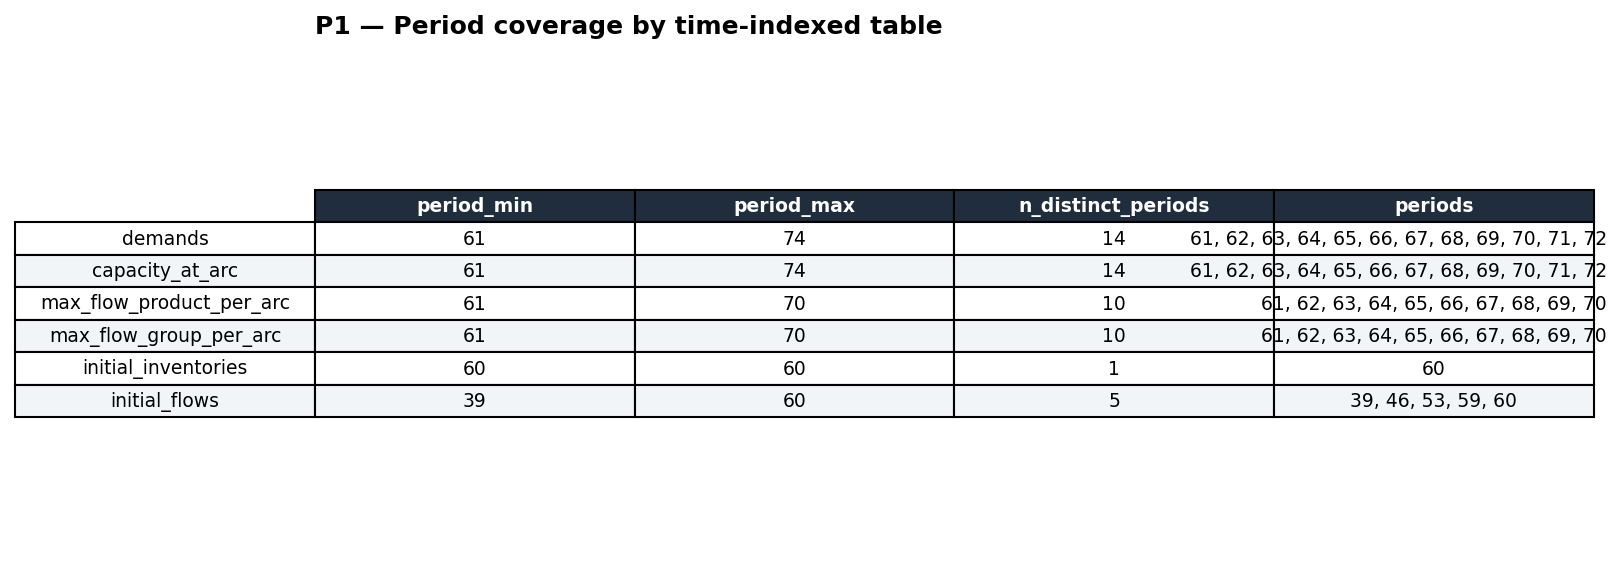 P1 — Period coverage by time-indexed table
period_min period_max n_distinct_periods periods
demands 61 74 14 61, 62, 63, 64, 65, 66, 67, 68, 69, 70, 71, 72
capacity_at_arc 61 74 14 61, 62, 63, 64, 65, 66, 67, 68, 69, 70, 71, 72
max_flow_product_per_arc 61 70 10 61, 62, 63, 64, 65, 66, 67, 68, 69, 70
max_flow_group_per_arc 61 70 10 61, 62, 63, 64, 65, 66, 67, 68, 69, 70
initial_inventories 60 60 1 60
initial_flows 39 60 5 39, 46, 53, 59, 60